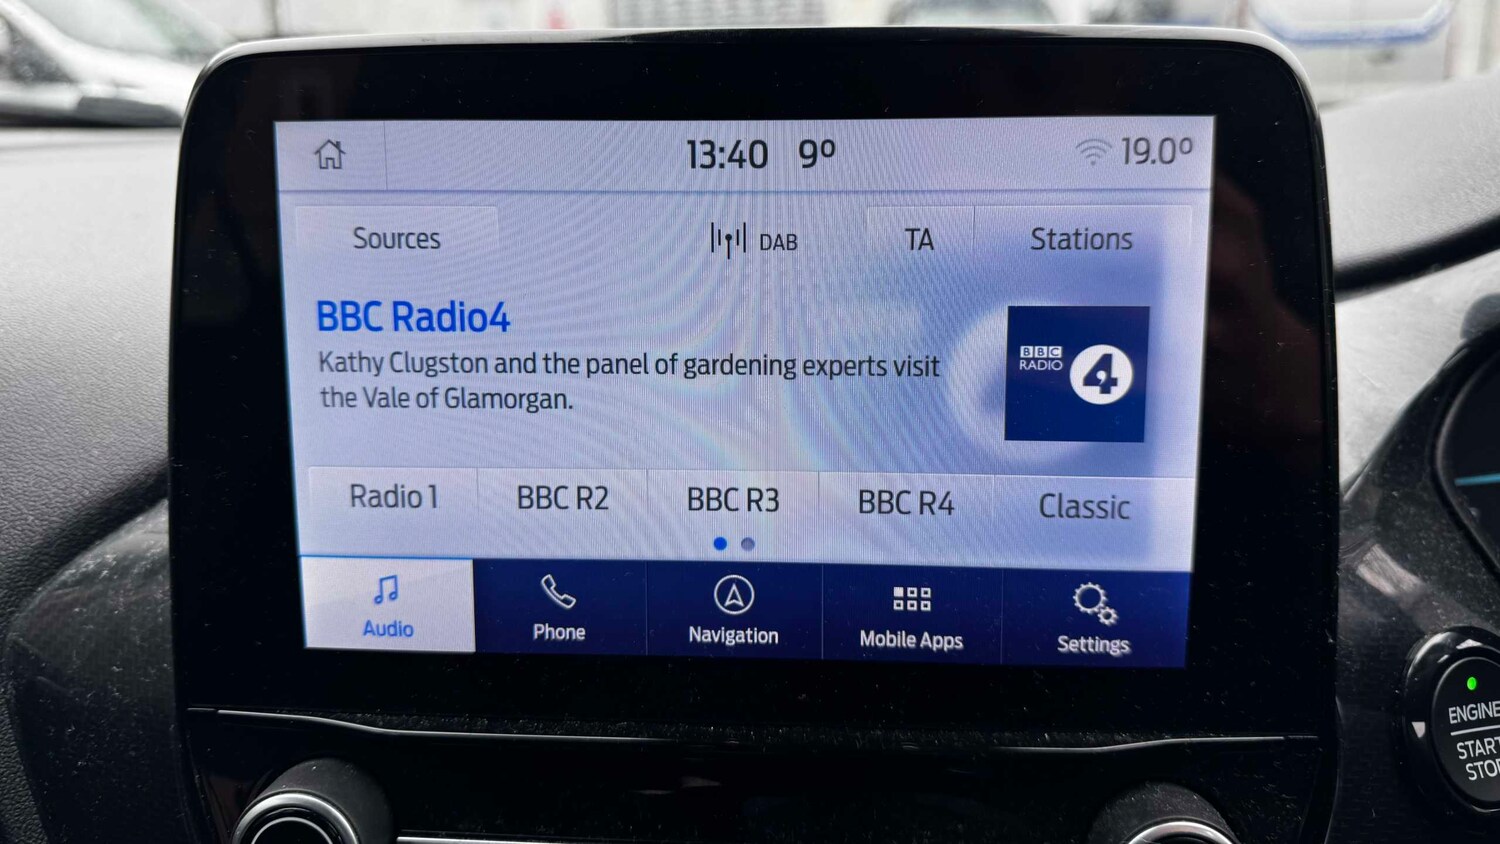 13:40 9º 19.0º
Sources DAB TA Stations
BBC Radio4
Kathy Clugston and the panel of gardening experts visit
the Vale of Glamorgan.
BBC
RADIO 4
Radio 1 BBC R2 BBC R3 BBC R4 Classic
Audio Phone Navigation Mobile Apps Settings
ENGINE
START
STOP